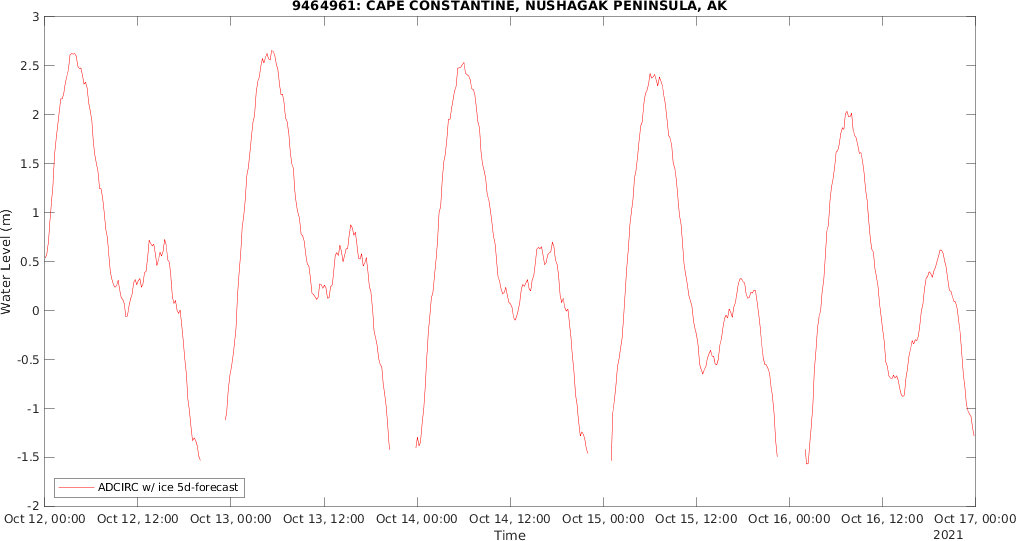 9464961: CAPE CONSTANTINE, NUSHAGAK PENINSULA, AK
3
2.5
2
1.5
1
0.5
0
-0.5
-1
-1.5
-2
Water Level (m)
ADCIRC w/ ice 5d-forecast
Oct 12, 00:00 Oct 12, 12:00 Oct 13, 00:00 Oct 13, 12:00 Oct 14, 00:00 Oct 14, 12:00 Oct 15, 00:00 Oct 15, 12:00 Oct 16, 00:00 Oct 16, 12:00 Oct 17, 00:00
Time
2021